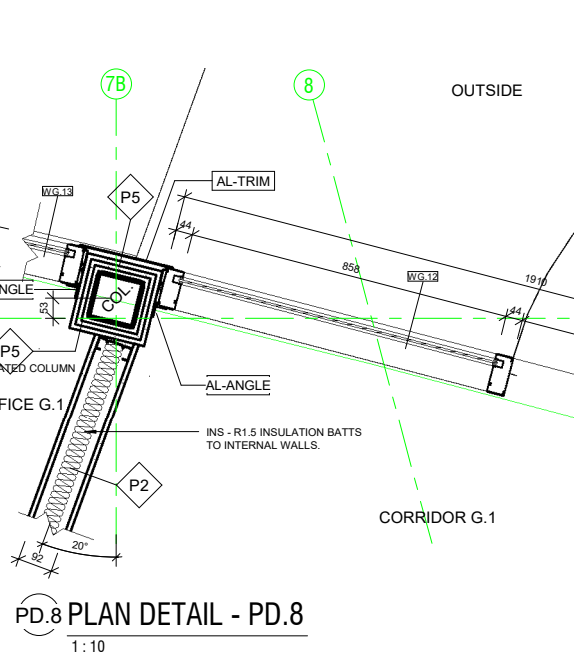 7B
8
OUTSIDE
AL-TRIM
WG.13
P5
44
858
WG.12
1910
NGLE
COL.
53
44
P5
ATED COLUMN
AL-ANGLE
FICE G.1
INS - R1.5 INSULATION BATTS
TO INTERNAL WALLS.
P2
CORRIDOR G.1
20°
92
PD.8 PLAN DETAIL - PD.8
1 : 10